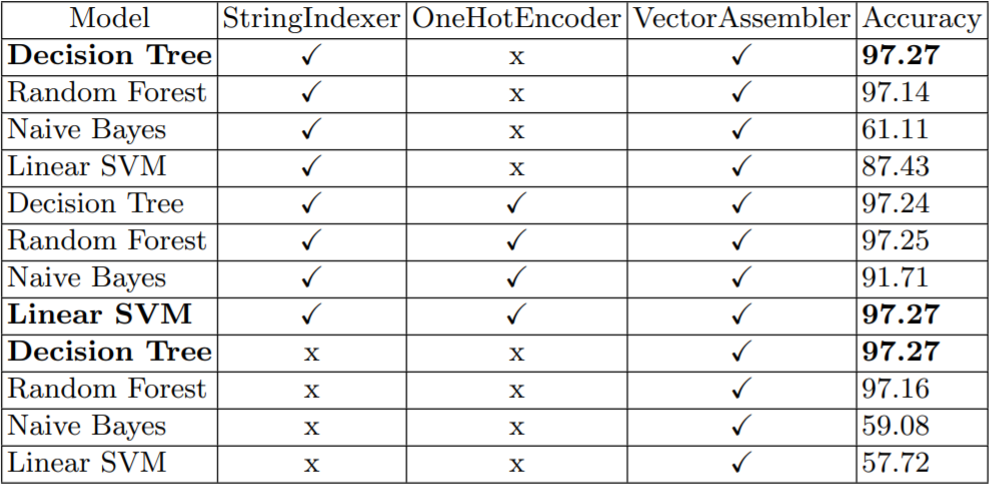 Model StringIndexer OneHotEncoder VectorAssembler Accuracy
Decision Tree ✓ x ✓ 97.27
Random Forest ✓ x ✓ 97.14
Naive Bayes ✓ x ✓ 61.11
Linear SVM ✓ x ✓ 87.43
Decision Tree ✓ ✓ ✓ 97.24
Random Forest ✓ ✓ ✓ 97.25
Naive Bayes ✓ ✓ ✓ 91.71
Linear SVM ✓ ✓ ✓ 97.27
Decision Tree x x ✓ 97.27
Random Forest x x ✓ 97.16
Naive Bayes x x ✓ 59.08
Linear SVM x x ✓ 57.72